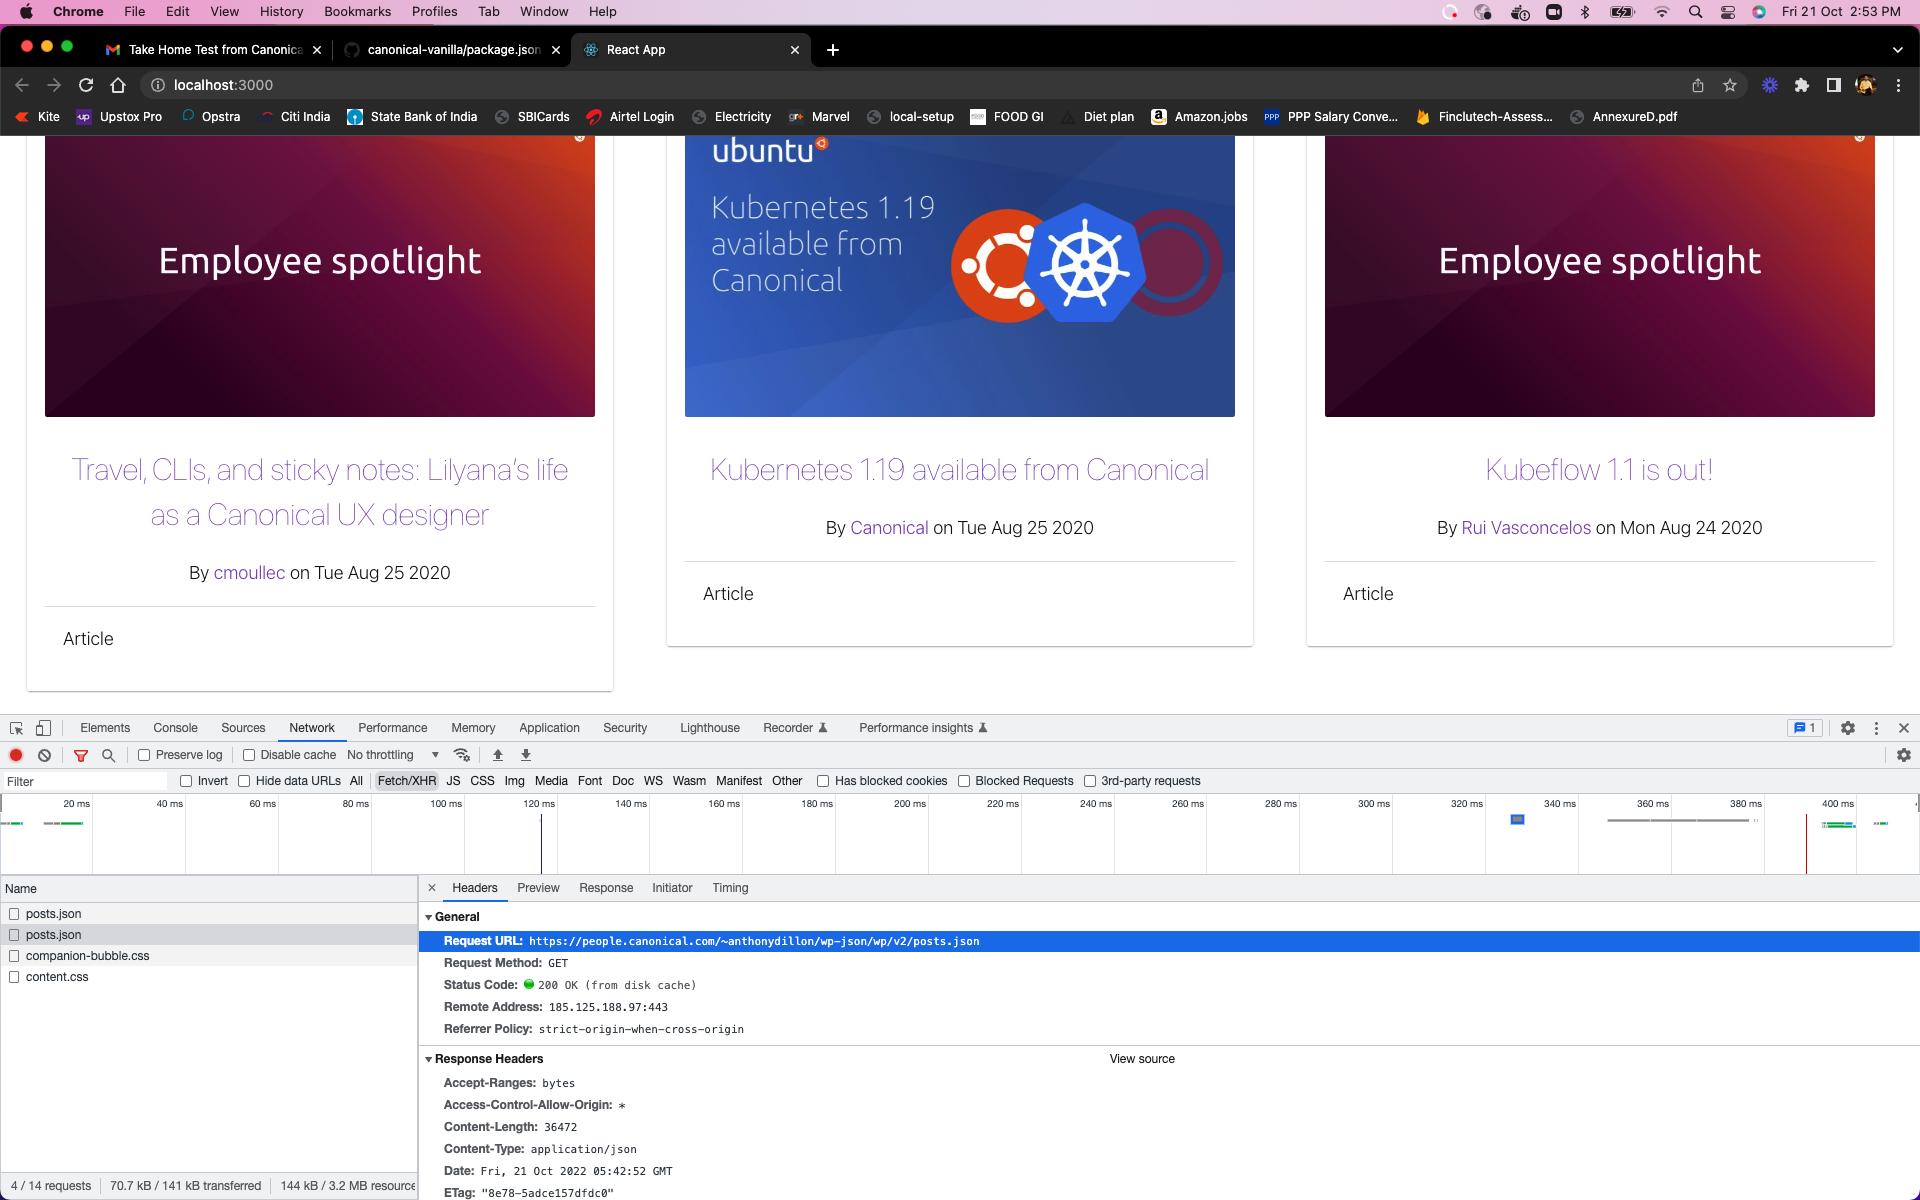 Chrome File Edit View History Bookmarks Profiles Tab Window Help Fri 21 Oct 2:53 PM
Take Home Test from Canonica canonical-vanilla/package.json React App
localhost:3000
Kite Upstox Pro Opstra Citi India State Bank of India SBICards Airtel Login Electricity Marvel local-setup FOOD GI Diet plan Amazon.jobs PPP PPP Salary Conve... Finclutech-Assess... AnnexureD.pdf
ubuntu
Employee spotlight
Kubernetes 1.19
available from
Canonical
Employee spotlight
Travel, CLIs, and sticky notes: Lilyana's life
as a Canonical UX designer
By cmoullec on Tue Aug 25 2020
Article
Kubernetes 1.19 available from Canonical
By Canonical on Tue Aug 25 2020
Article
Kubeflow 1.1 is out!
By Rui Vasconcelos on Mon Aug 24 2020
Article
Elements Console Sources Network Performance Memory Application Security Lighthouse Recorder Performance insights 1
Preserve log Disable cache No throttling
Filter Invert Hide data URLs All Fetch/XHR JS CSS Img Media Font Doc WS Wasm Manifest Other Has blocked cookies Blocked Requests 3rd-party requests
20 ms 40 ms 60 ms 80 ms 100 ms 120 ms 140 ms 160 ms 180 ms 200 ms 220 ms 240 ms 260 ms 280 ms 300 ms 320 ms 340 ms 360 ms 380 ms 400 ms
Name
posts.json
posts.json
companion-bubble.css
content.css
4 / 14 requests 70.7 kB / 141 kB transferred 144 kB / 3.2 MB resource
Headers Preview Response Initiator Timing
General
Request URL: https://people.canonical.com/~anthonydillon/wp-json/wp/v2/posts.json
Request Method: GET
Status Code: 200 OK (from disk cache)
Remote Address: 185.125.188.97:443
Referrer Policy: strict-origin-when-cross-origin
Response Headers View source
Accept-Ranges: bytes
Access-Control-Allow-Origin: *
Content-Length: 36472
Content-Type: application/json
Date: Fri, 21 Oct 2022 05:42:52 GMT
ETag: "8e78-5adce157dfdc0"